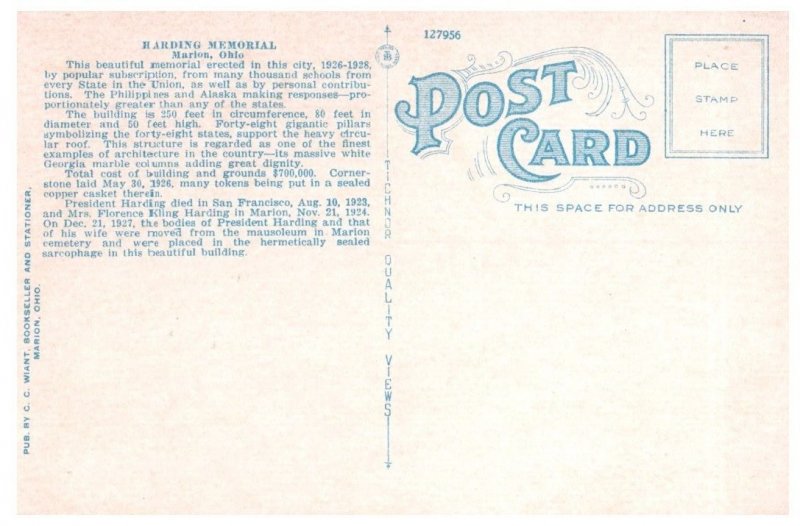 HARDING MEMORIAL
Marion, Ohio
This beautiful memorial erected in this city, 1926-1928,
by popular subscription, from many thousand schools from
every State in the Union, as well as by personal contribu-
tions. The Philippines and Alaska making responses—pro-
portionately greater than any of the states.
The building is 250 feet in circumference, 80 feet in
diameter and 50 feet high. Forty-eight gigantic pillars
symbolizing the forty-eight states, support the heavy circu-
lar roof. This structure is regarded as one of the finest
examples of architecture in the country—its massive white
Georgia marble columns adding great dignity.
Total cost of building and grounds $700,000. Corner-
stone laid May 30, 1926, many tokens being put in a sealed
copper casket therein.
President Harding died in San Francisco, Aug. 10, 1923,
and Mrs. Florence Kling Harding in Marion, Nov. 21, 1924.
On Dec. 21, 1927, the bodies of President Harding and that
of his wife were moved from the mausoleum in Marion
cemetery and were placed in the hermetically sealed
sarcophage in this beautiful building.
PUB. BY C. C. WIANT, BOOKSELLER AND STATIONER,
MARION, OHIO.
TICHNOR QUALITY VIEWS
127956
POST
CARD
PLACE
STAMP
HERE
THIS SPACE FOR ADDRESS ONLY